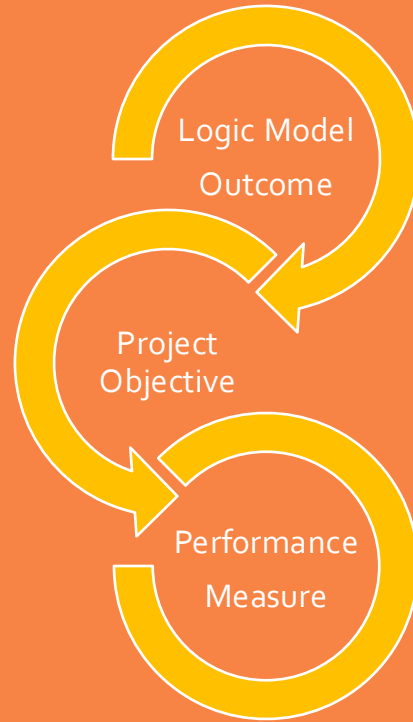 Logic Model
Outcome
Project
Objective
Performance
Measure